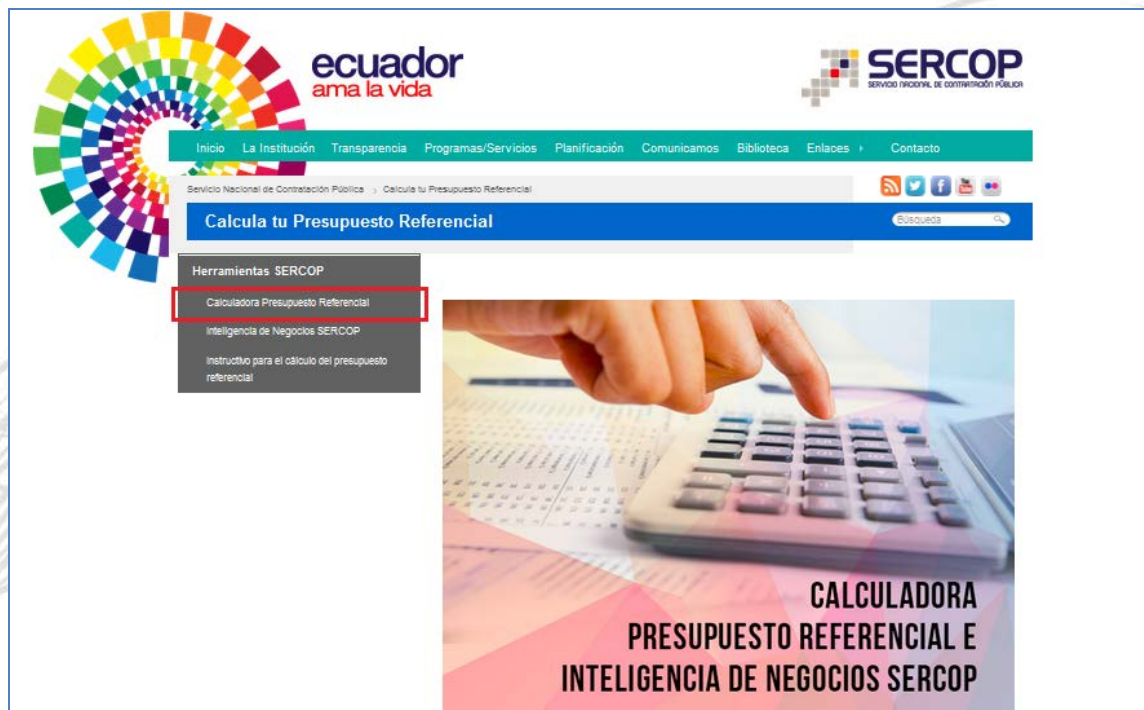 ecuador
ama la vida
SERCOP
SERVICIO NACIONAL DE CONTRATACIÓN PÚBLICA
Inicio La Institución Transparencia Programas/Servicios Planificación Comunicamos Biblioteca Enlaces Contacto
Servicio Nacional de Contratación Pública › Calcula tu Presupuesto Referencial
Calcula tu Presupuesto Referencial
Búsqueda
Herramientas SERCOP
Calculadora Presupuesto Referencial
Inteligencia de Negocios SERCOP
Instructivo para el cálculo del presupuesto
referencial
CALCULADORA
PRESUPUESTO REFERENCIAL E
INTELIGENCIA DE NEGOCIOS SERCOP